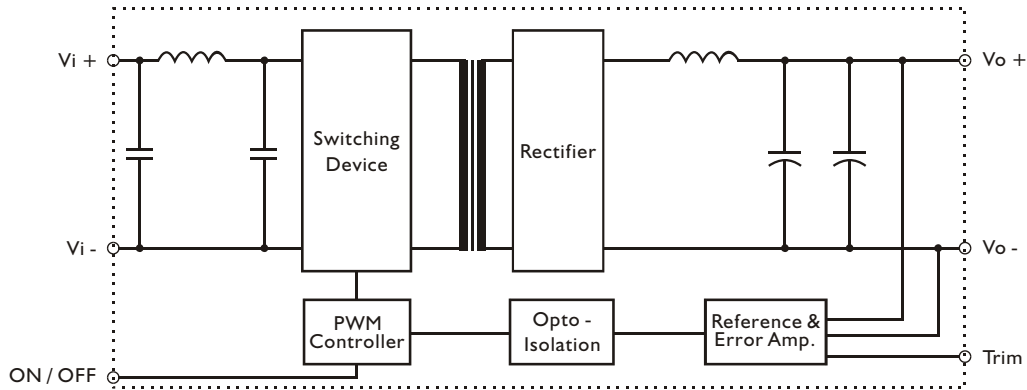 Vi +
Switching
Device
Rectifier
Vo +
Vi -
Vo -
PWM
Controller
Opto -
Isolation
Reference &
Error Amp.
Trim
ON / OFF